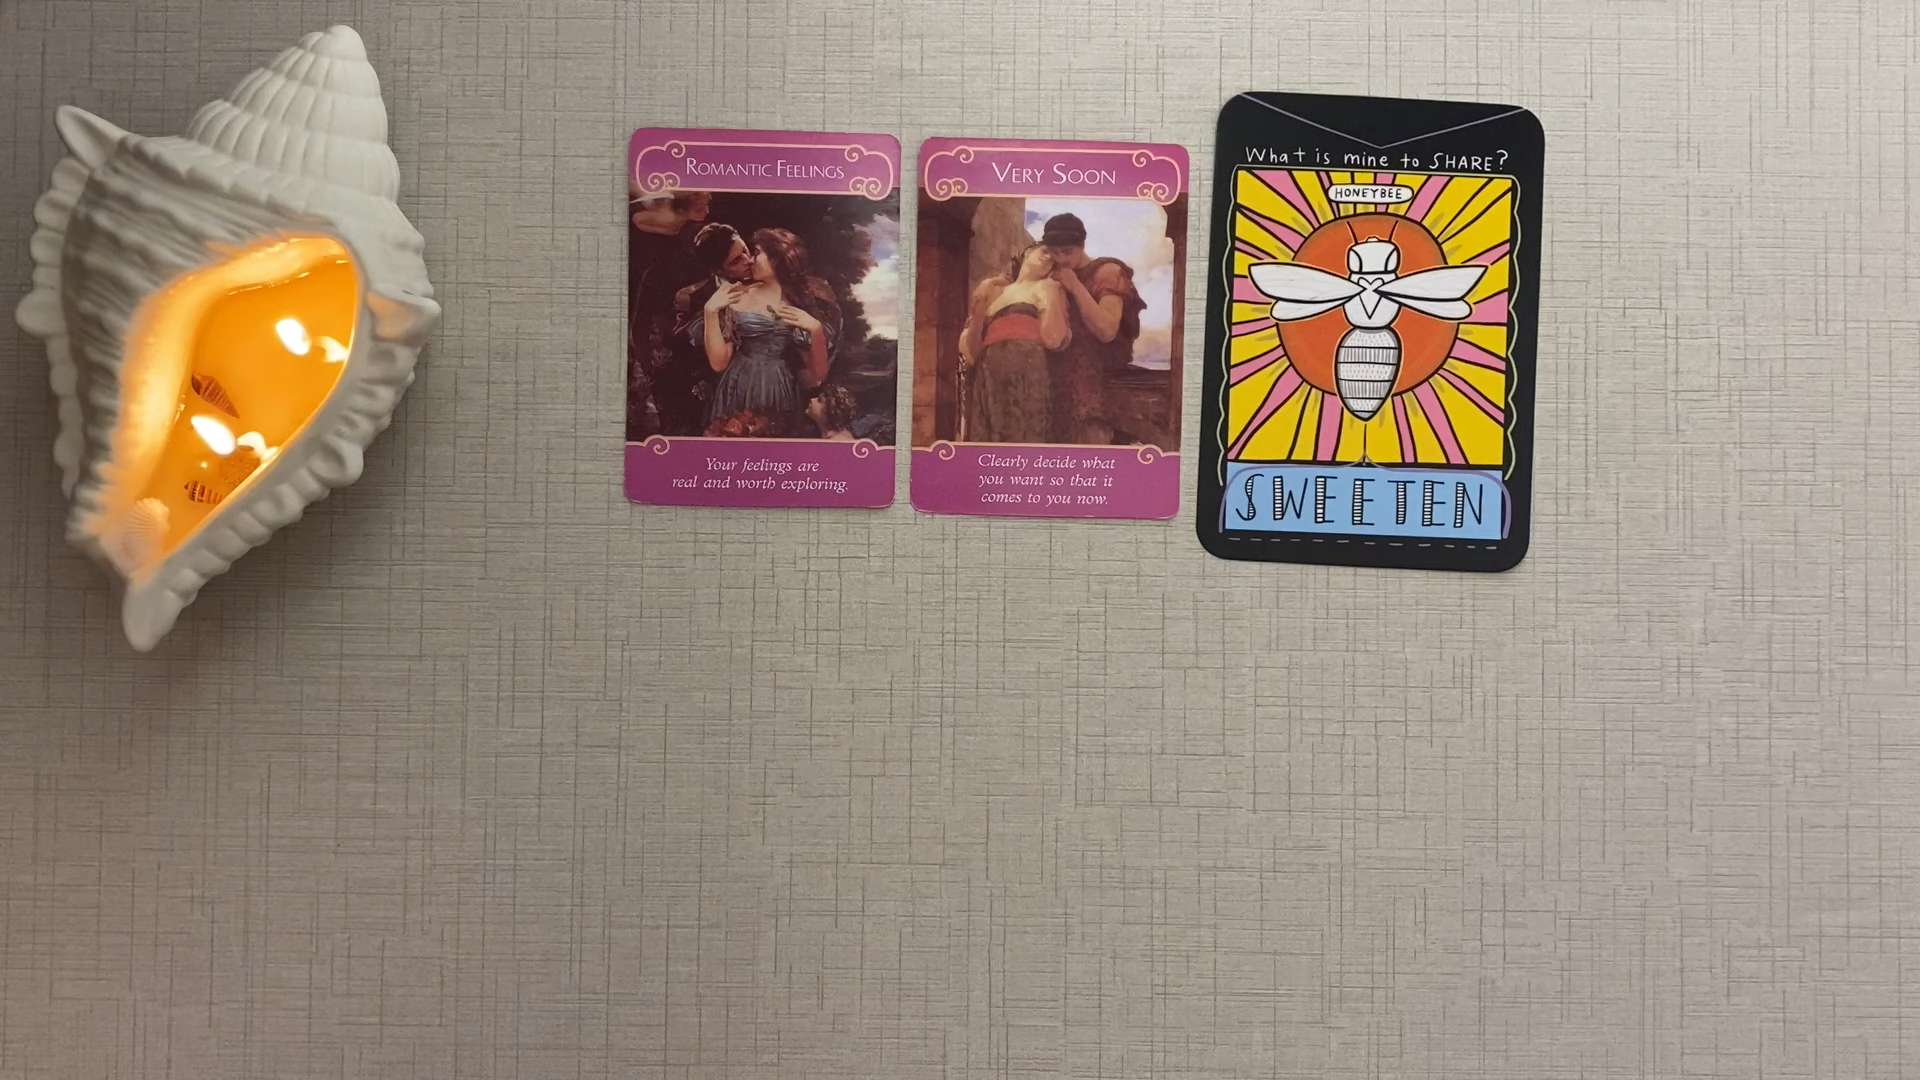 ROMANTIC FEELINGS
Your feelings are
real and worth exploring.
VERY SOON
Clearly decide what
you want so that it
comes to you now.
What is mine to SHARE?
HONEYBEE
SWEETEN